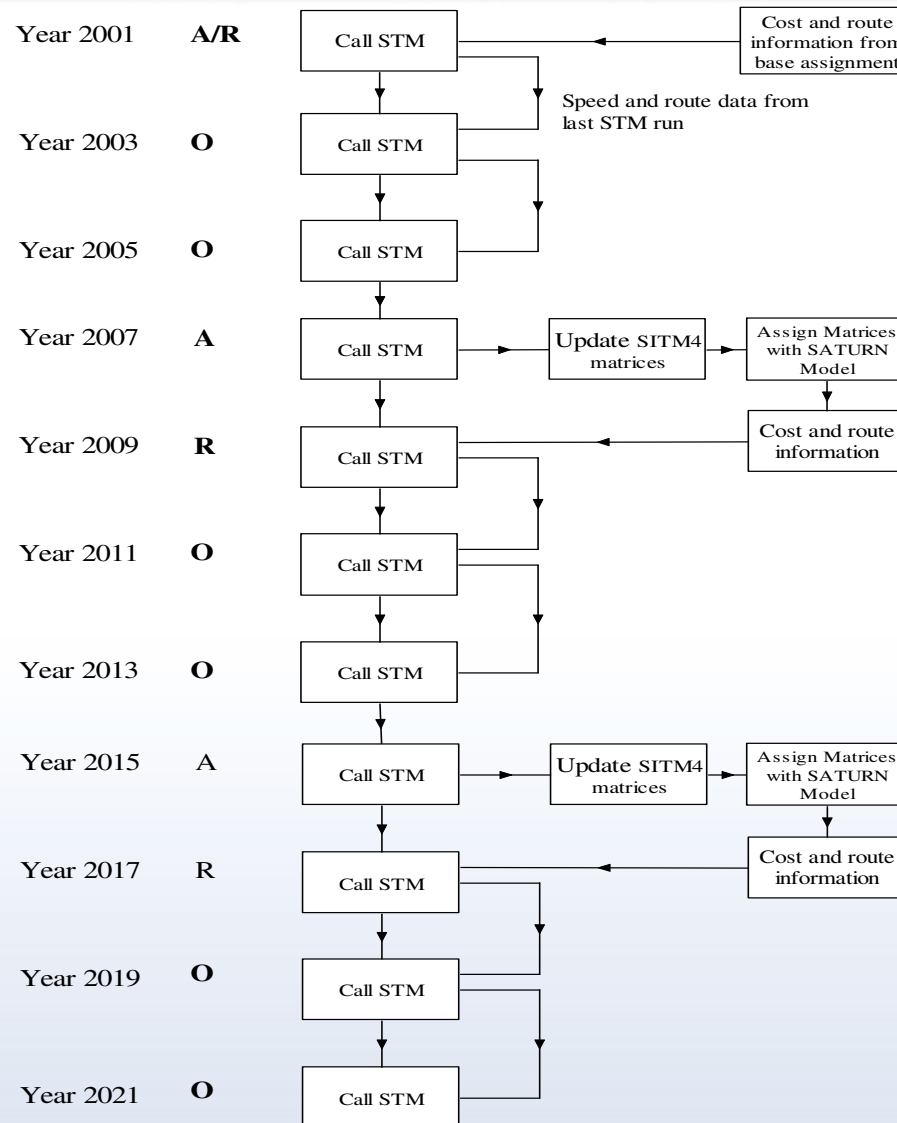 Year 2001 A/R Call STM
Cost and route
information from
base assignment
Speed and route data from
last STM run
Year 2003 O Call STM
Year 2005 O Call STM
Year 2007 A Call STM
Update SITM4
matrices
Assign Matrices
with SATURN
Model
Year 2009 R Call STM
Cost and route
information
Year 2011 O Call STM
Year 2013 O Call STM
Year 2015 A Call STM
Update SITM4
matrices
Assign Matrices
with SATURN
Model
Year 2017 R Call STM
Cost and route
information
Year 2019 O Call STM
Year 2021 O Call STM